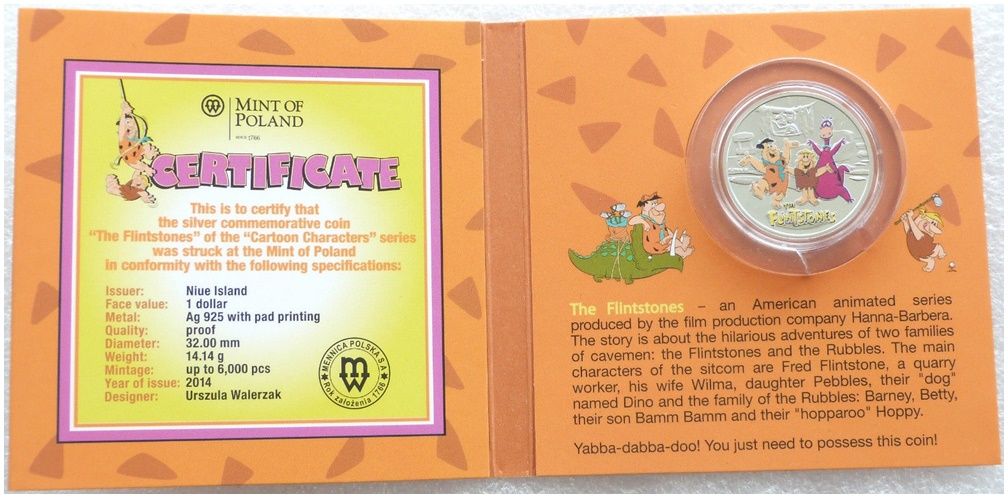 MINT OF
POLAND
SINCE 1766
CERTIFICATE
This is to certify that
the silver commemorative coin
"The Flintstones" of the "Cartoon Characters" series
was struck at the Mint of Poland
in conformity with the following specifications:
Issuer: Niue Island
Face value: 1 dollar
Metal: Ag 925 with pad printing
Quality: proof
Diameter: 32.00 mm
Weight: 14.14 g
Mintage: up to 6,000 pcs
Year of issue: 2014
Designer: Urszula Walerzak
MENNICA POLSKA S A
Rok założenia 1766
THE
FLINTSTONES
The Flintstones – an American animated series
produced by the film production company Hanna-Barbera.
The story is about the hilarious adventures of two families
of cavemen: the Flintstones and the Rubbles. The main
characters of the sitcom are Fred Flintstone, a quarry
worker, his wife Wilma, daughter Pebbles, their "dog"
named Dino and the family of the Rubbles: Barney, Betty,
their son Bamm Bamm and their "hopparoo" Hoppy.
Yabba-dabba-doo! You just need to possess this coin!